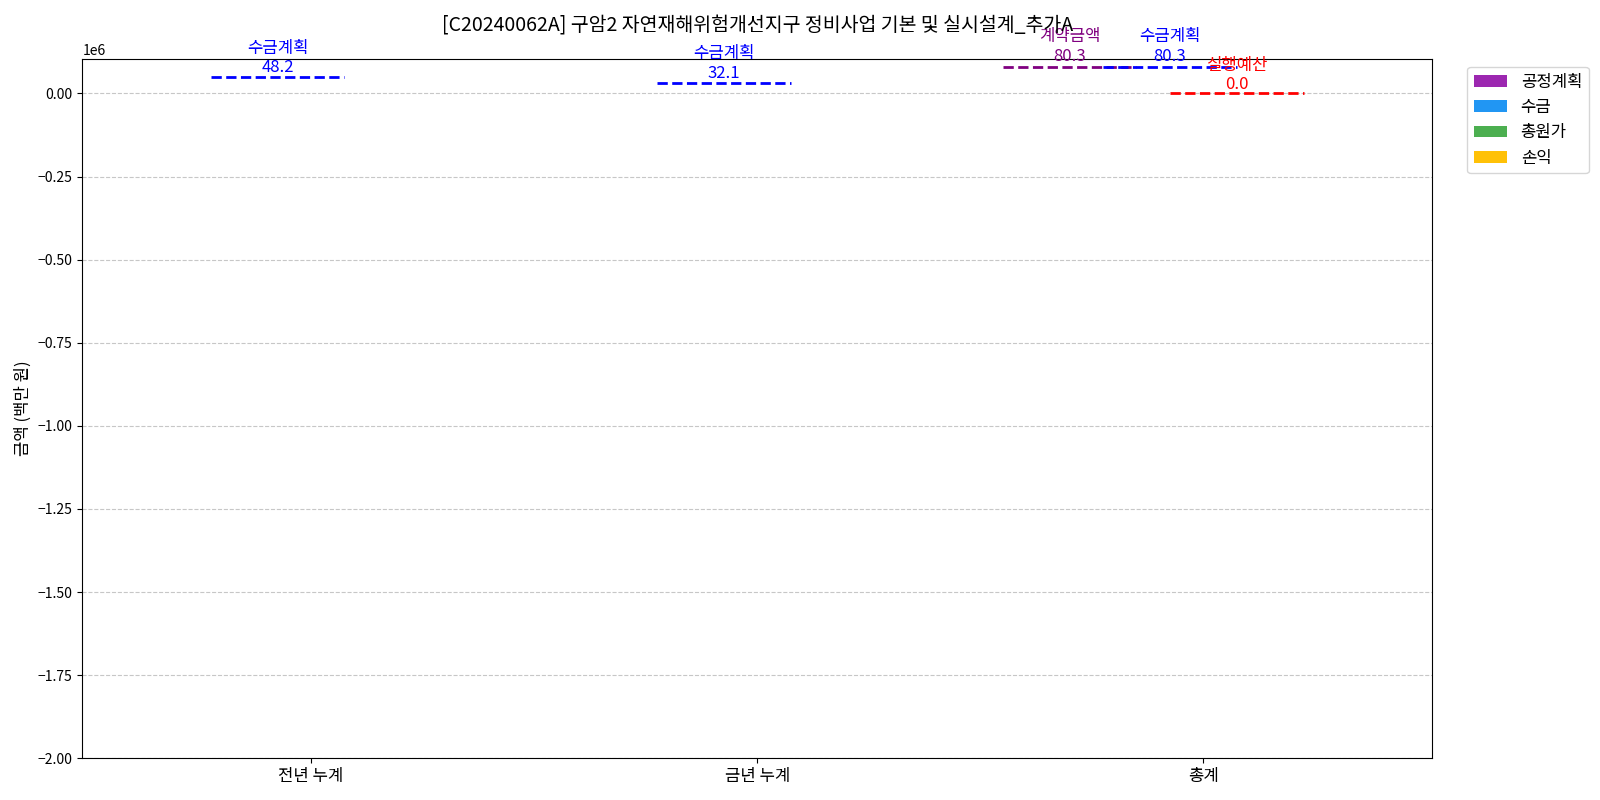 [C20240062A] 구암2 자연재해위험개선지구 정비사업 기본 및 실시설계_추가A
1e6
수금계획
48.2
수금계획
32.1
계약금액
80.3
수금계획
80.3
실행예산
0.0
공정계획
수금
총원가
손익
금액 (백만 원)
0.00
−0.25
−0.50
−0.75
−1.00
−1.25
−1.50
−1.75
−2.00
전년 누계
금년 누계
총계